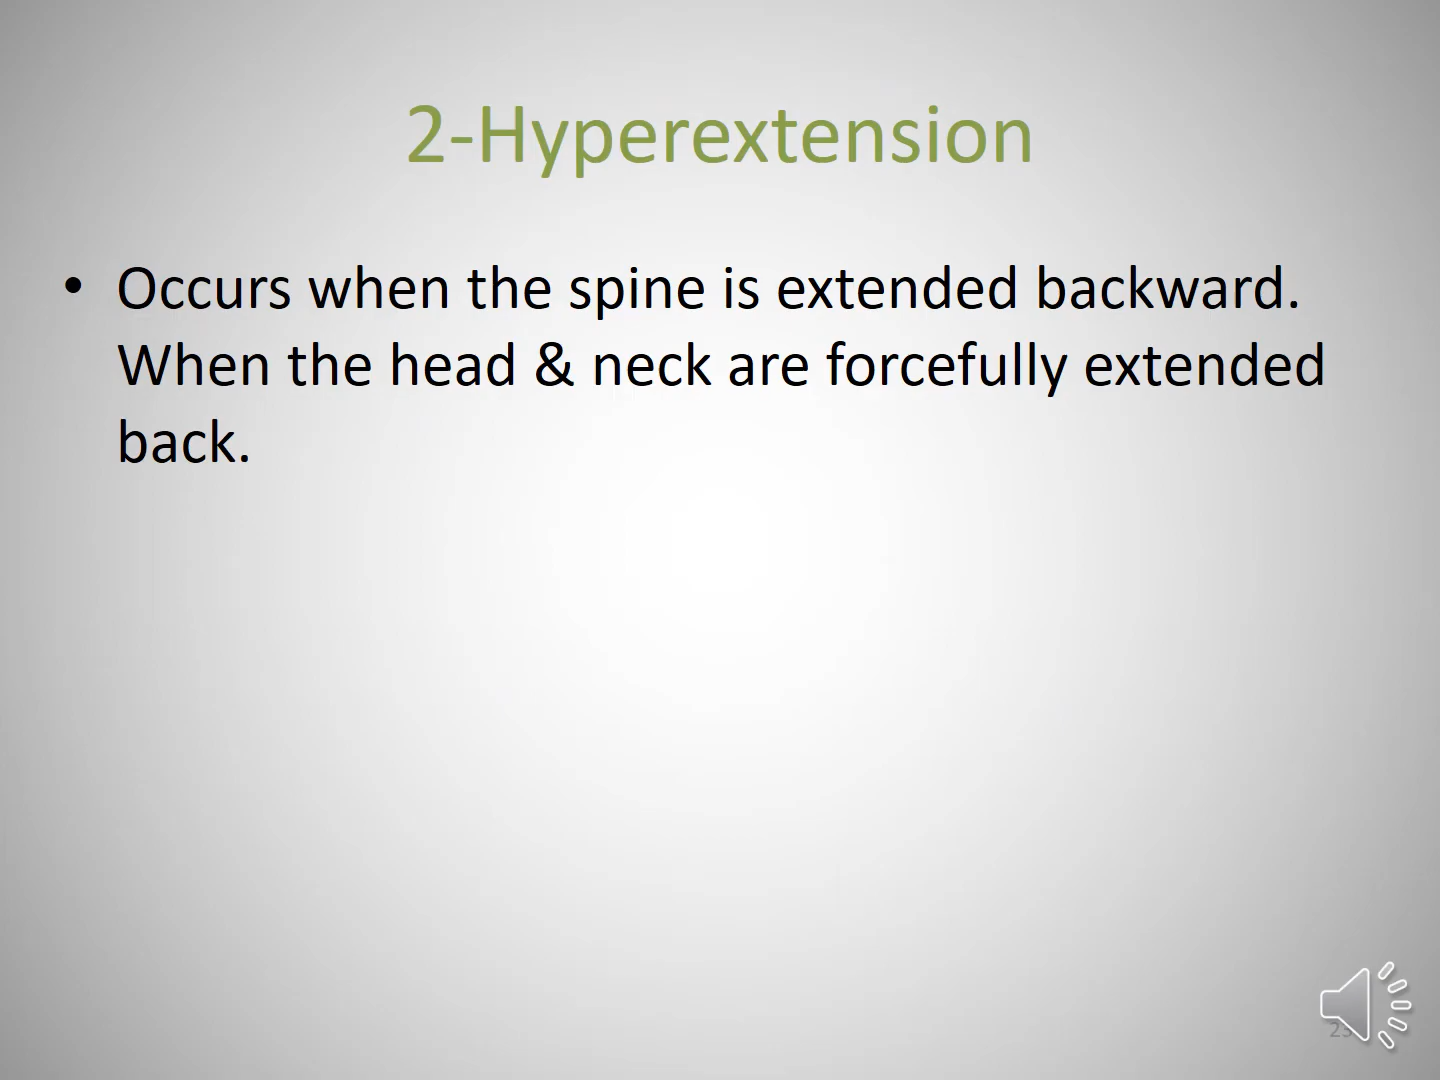 2-Hyperextension
• Occurs when the spine is extended backward.
When the head & neck are forcefully extended
back.